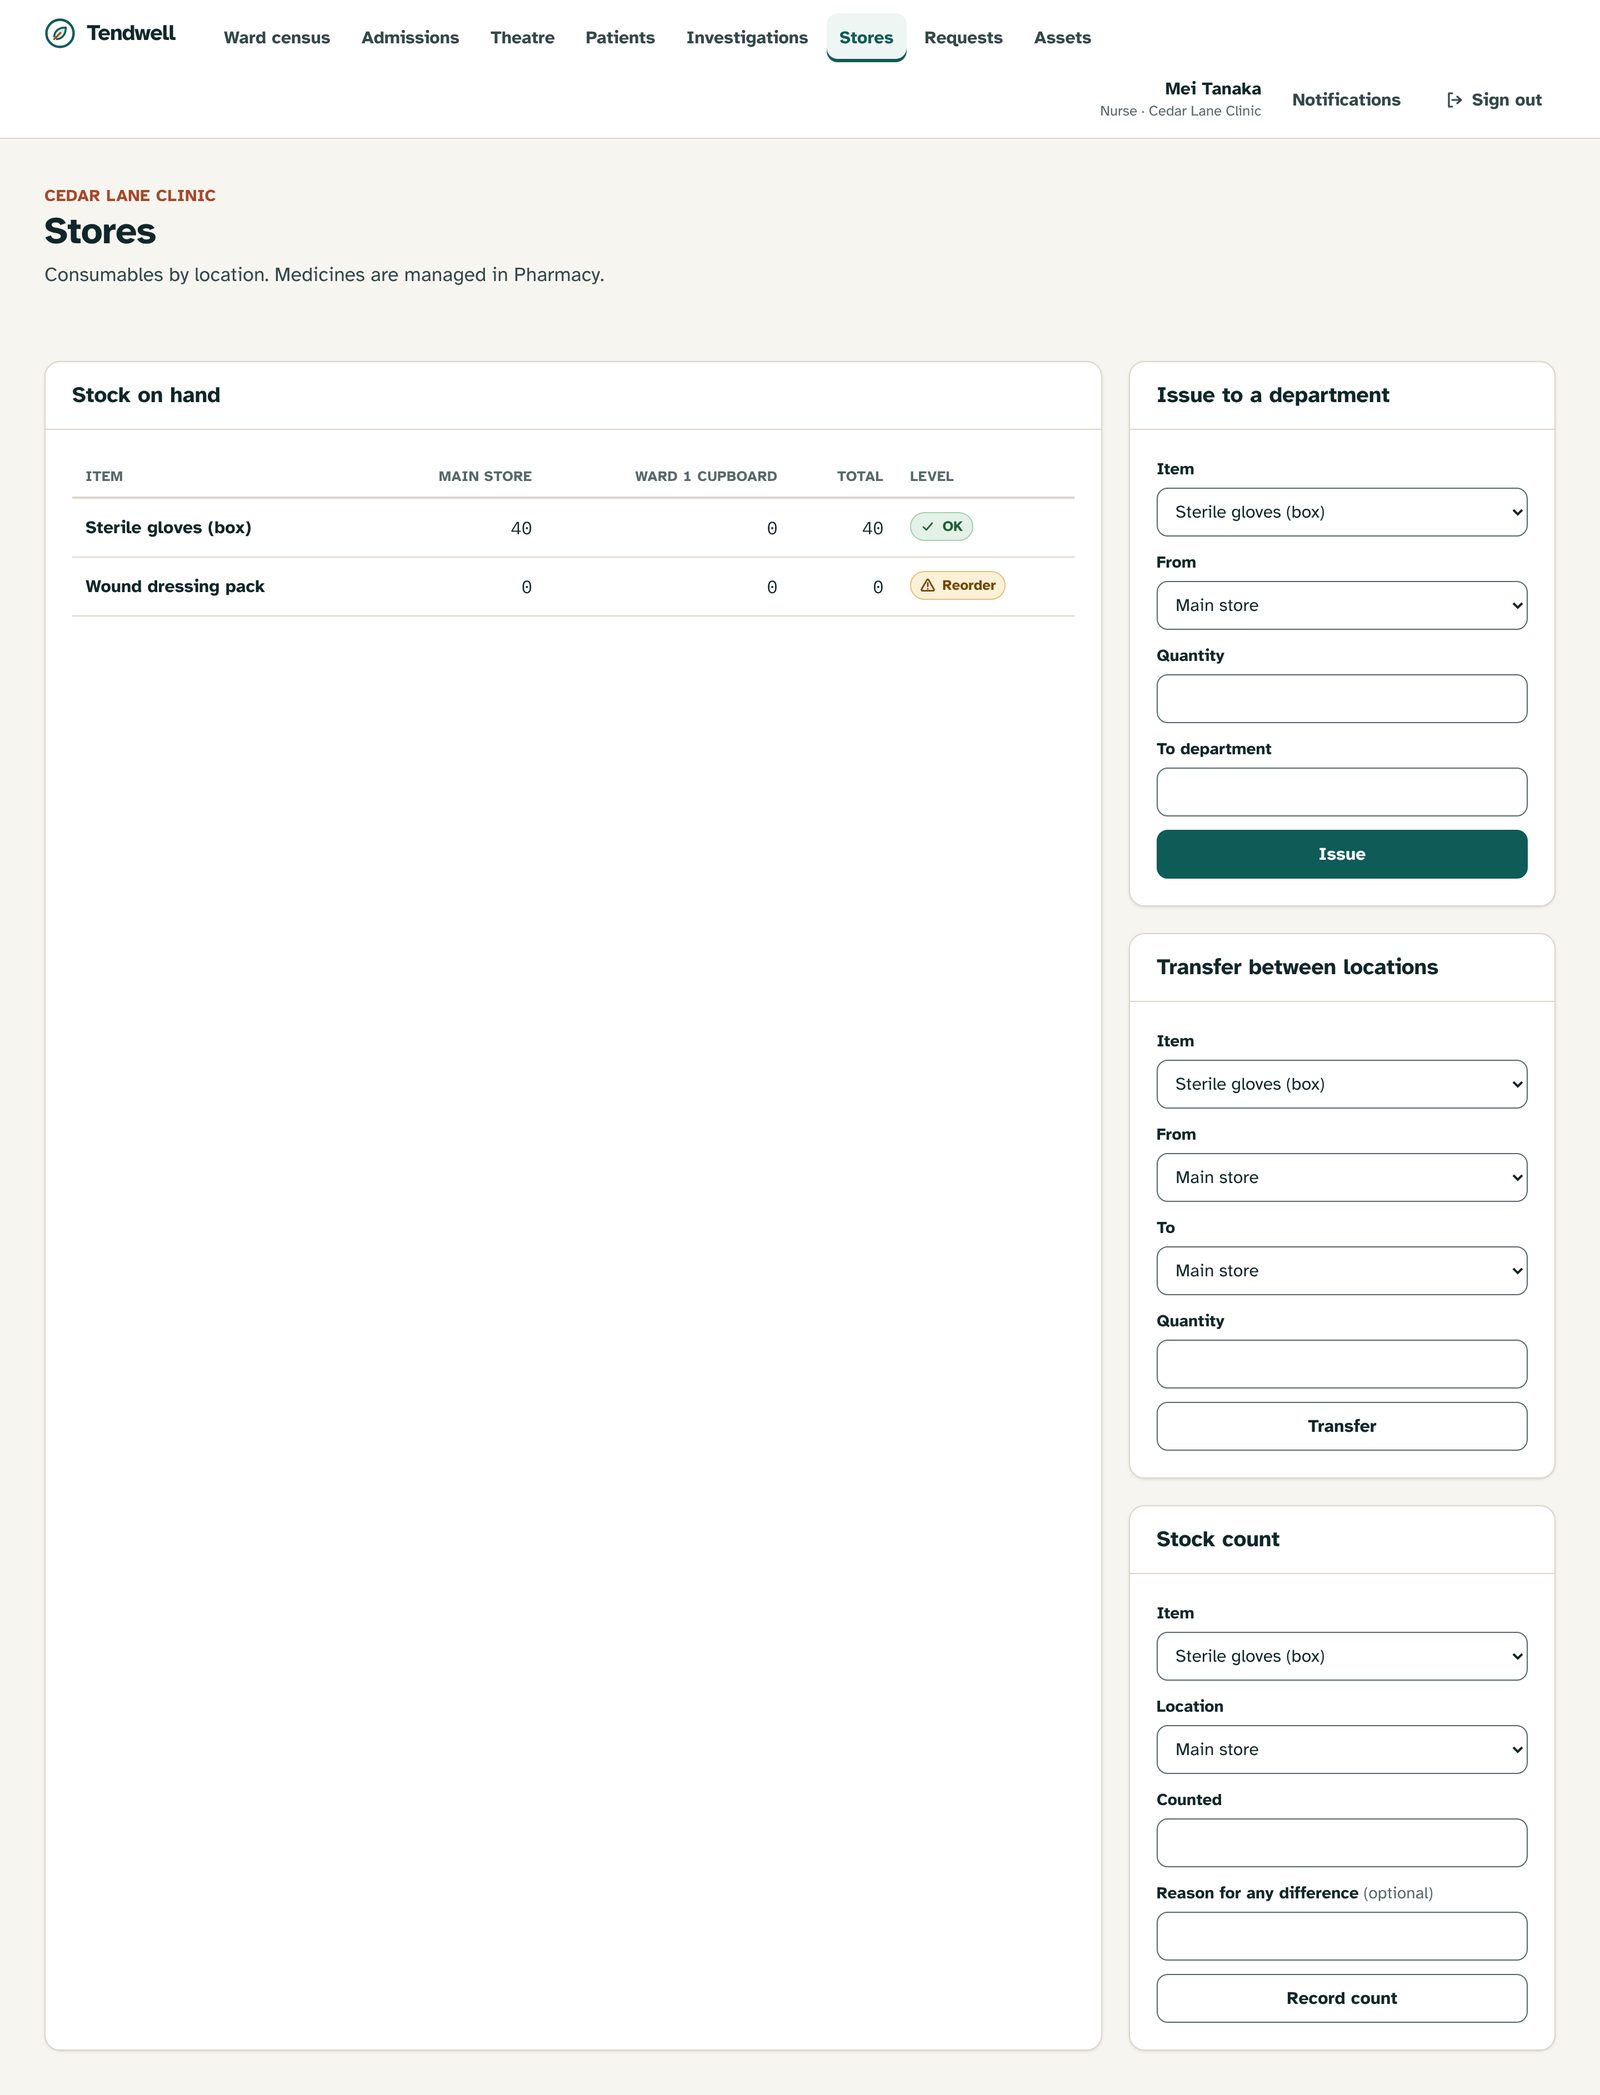 Tendwell
Ward census Admissions Theatre Patients Investigations Stores Requests Assets
Mei Tanaka
Nurse · Cedar Lane Clinic
Notifications
Sign out
CEDAR LANE CLINIC
Stores
Consumables by location. Medicines are managed in Pharmacy.
Stock on hand
ITEM MAIN STORE WARD 1 CUPBOARD TOTAL LEVEL
Sterile gloves (box) 40 0 40 OK
Wound dressing pack 0 0 0 Reorder
Issue to a department
Item
Sterile gloves (box)
From
Main store
Quantity
To department
Issue
Transfer between locations
Item
Sterile gloves (box)
From
Main store
To
Main store
Quantity
Transfer
Stock count
Item
Sterile gloves (box)
Location
Main store
Counted
Reason for any difference (optional)
Record count